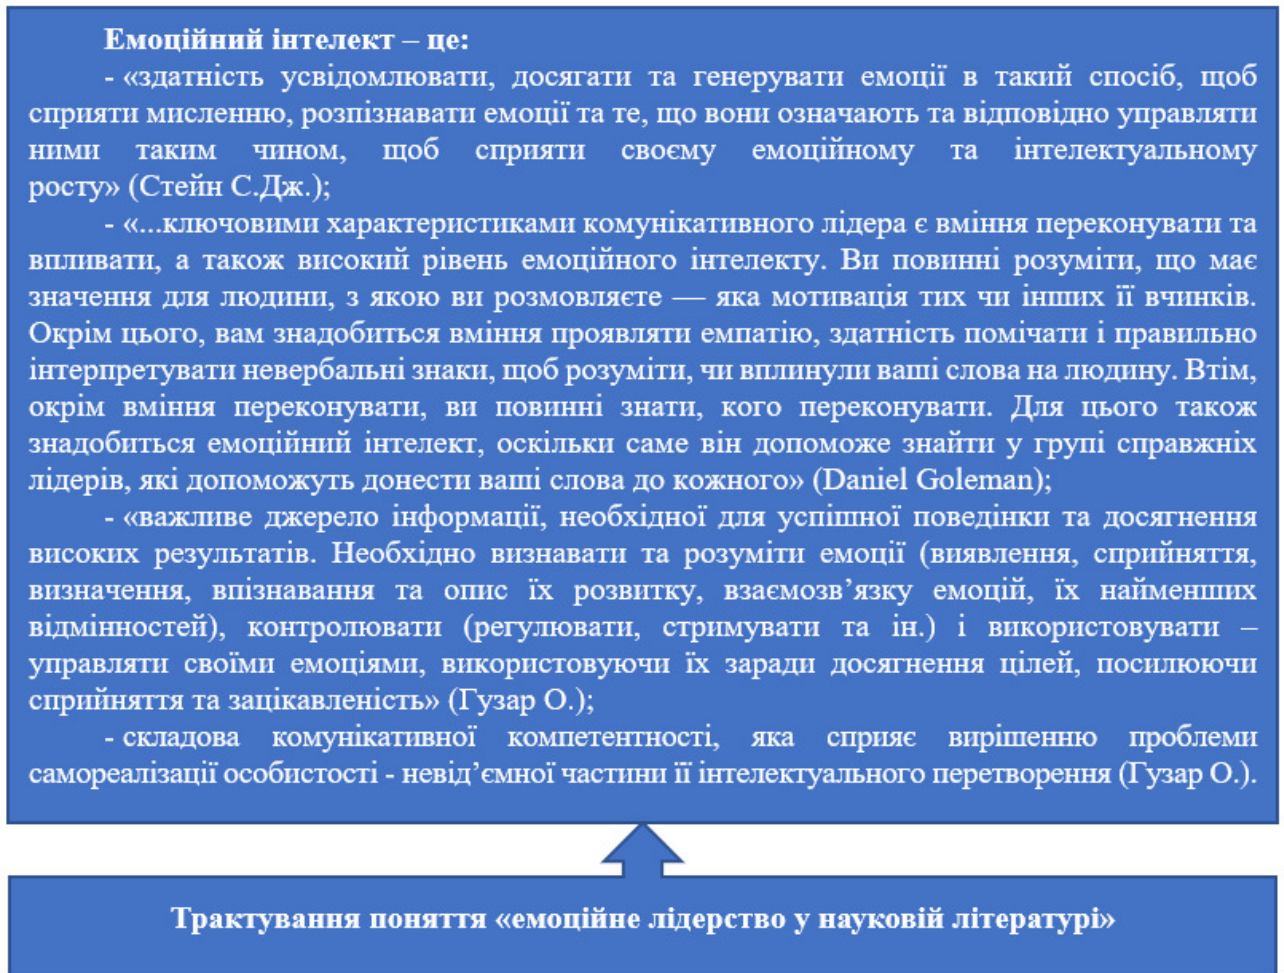 Емоційний інтелект – це:
- «здатність усвідомлювати, досягати та генерувати емоції в такий спосіб, щоб
сприяти мисленню, розпізнавати емоції та те, що вони означають та відповідно управляти
ними таким чином, щоб сприяти своєму емоційному та інтелектуальному
росту» (Стейн С.Дж.);
- «...ключовими характеристиками комунікативного лідера є вміння переконувати та
впливати, а також високий рівень емоційного інтелекту. Ви повинні розуміти, що має
значення для людини, з якою ви розмовляєте — яка мотивація тих чи інших її вчинків.
Окрім цього, вам знадобиться вміння проявляти емпатію, здатність помічати і правильно
інтерпретувати невербальні знаки, щоб розуміти, чи вплинули ваші слова на людину. Втім,
окрім вміння переконувати, ви повинні знати, кого переконувати. Для цього також
знадобиться емоційний інтелект, оскільки саме він допоможе знайти у групі справжніх
лідерів, які допоможуть донести ваші слова до кожного» (Daniel Goleman);
- «важливе джерело інформації, необхідної для успішної поведінки та досягнення
високих результатів. Необхідно визнавати та розуміти емоції (виявлення, сприйняття,
визначення, впізнавання та опис їх розвитку, взаємозв’язку емоцій, їх найменших
відмінностей), контролювати (регулювати, стримувати та ін.) і використовувати –
управляти своїми емоціями, використовуючи їх заради досягнення цілей, посилюючи
сприйняття та зацікавленість» (Гузар О.);
- складова комунікативної компетентності, яка сприяє вирішенню проблеми
самореалізації особистості - невід’ємної частини її інтелектуального перетворення (Гузар О.).
Трактування поняття «емоційне лідерство у науковій літературі»